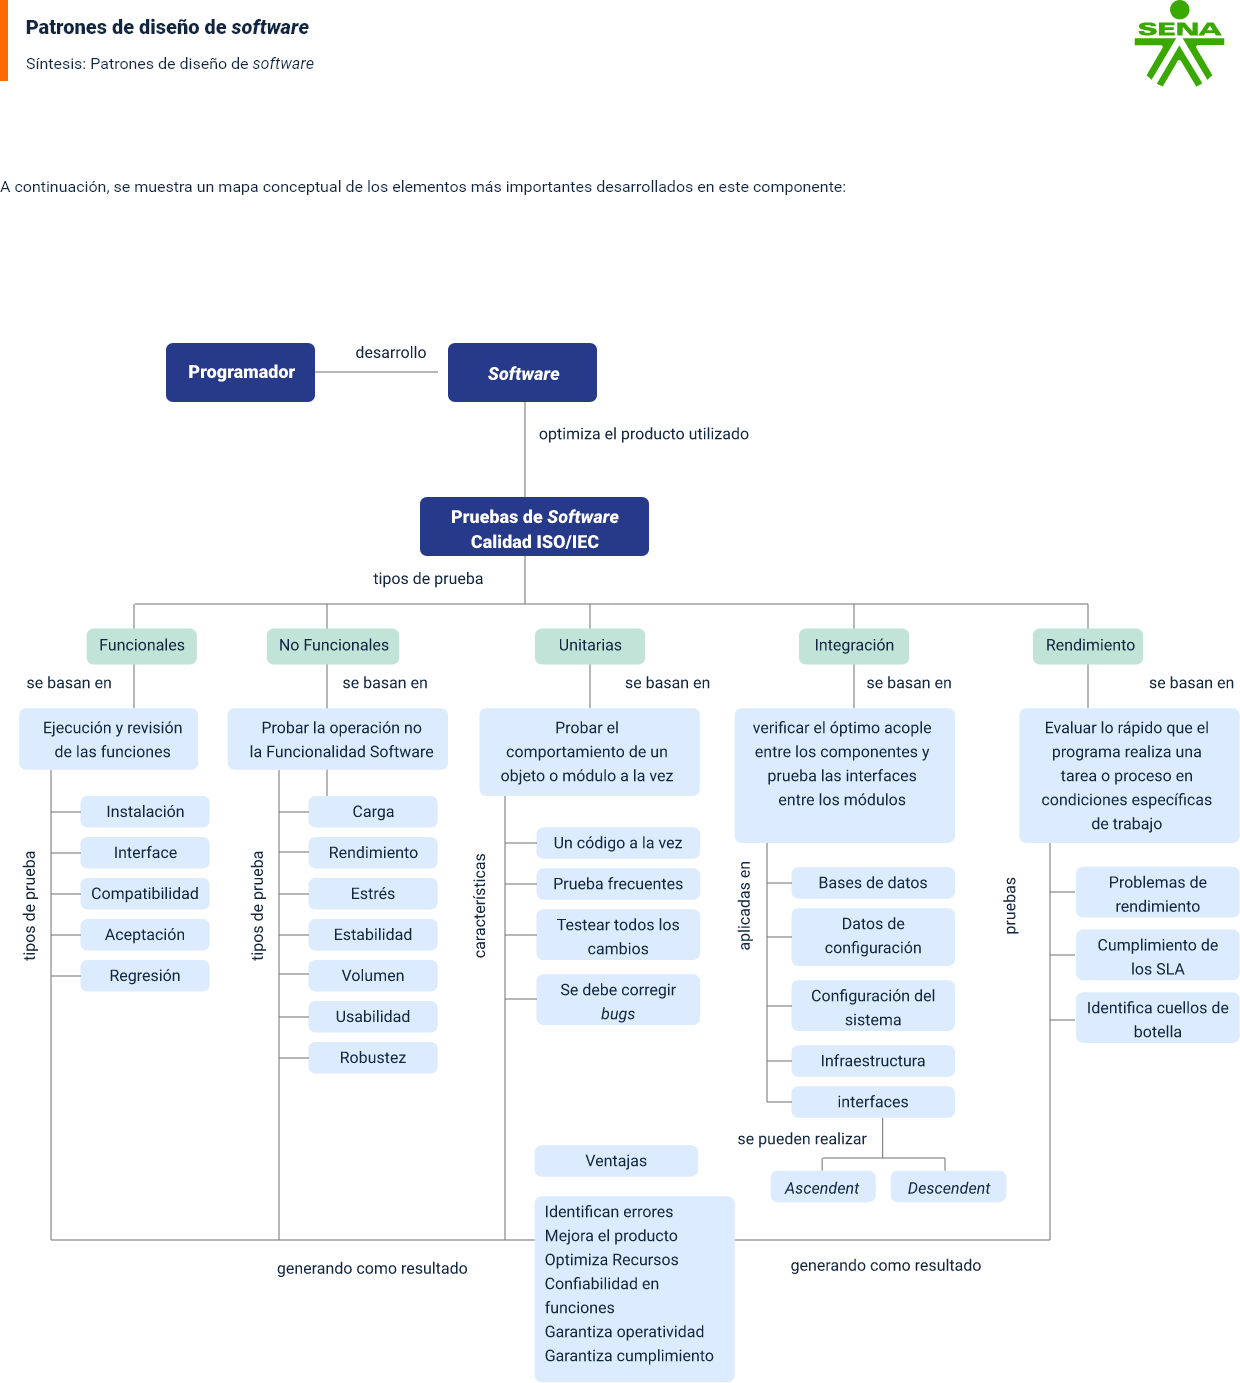 Patrones de diseño de software
Síntesis: Patrones de diseño de software
SENA
A continuación, se muestra un mapa conceptual de los elementos más importantes desarrollados en este componente:
Programador
desarrollo
Software
optimiza el producto utilizado
Pruebas de Software
Calidad ISO/IEC
tipos de prueba
Funcionales
se basan en
Ejecución y revisión
de las funciones
tipos de prueba
Instalación
Interface
Compatibilidad
Aceptación
Regresión
No Funcionales
se basan en
Probar la operación no
la Funcionalidad Software
tipos de prueba
Carga
Rendimiento
Estrés
Estabilidad
Volumen
Usabilidad
Robustez
Unitarias
se basan en
Probar el
comportamiento de un
objeto o módulo a la vez
características
Un código a la vez
Prueba frecuentes
Testear todos los
cambios
Se debe corregir
bugs
Integración
se basan en
verificar el óptimo acople
entre los componentes y
prueba las interfaces
entre los módulos
aplicadas en
Bases de datos
Datos de
configuración
Configuración del
sistema
Infraestructura
interfaces
se pueden realizar
Ascendent
Descendent
Rendimiento
se basan en
Evaluar lo rápido que el
programa realiza una
tarea o proceso en
condiciones específicas
de trabajo
pruebas
Problemas de
rendimiento
Cumplimiento de
los SLA
Identifica cuellos de
botella
generando como resultado
Ventajas
Identifican errores
Mejora el producto
Optimiza Recursos
Confiabilidad en
funciones
Garantiza operatividad
Garantiza cumplimiento
generando como resultado